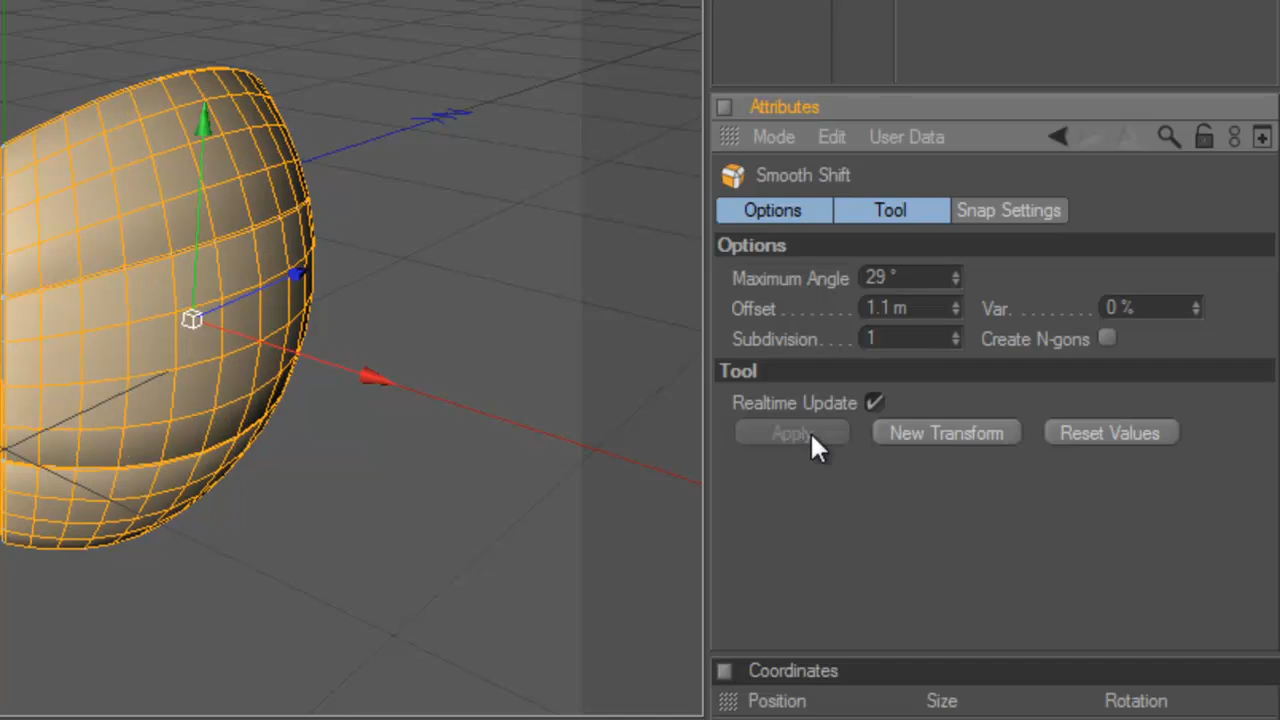 Attributes
Mode Edit User Data
Smooth Shift
Options Tool Snap Settings
Options
Maximum Angle 29 °
Offset . . . . . . . . 1.1 m Var. . . . . . . . . . 0 %
Subdivision. . . . 1 Create N-gons
Tool
Realtime Update
Apply New Transform Reset Values
Coordinates
Position Size Rotation